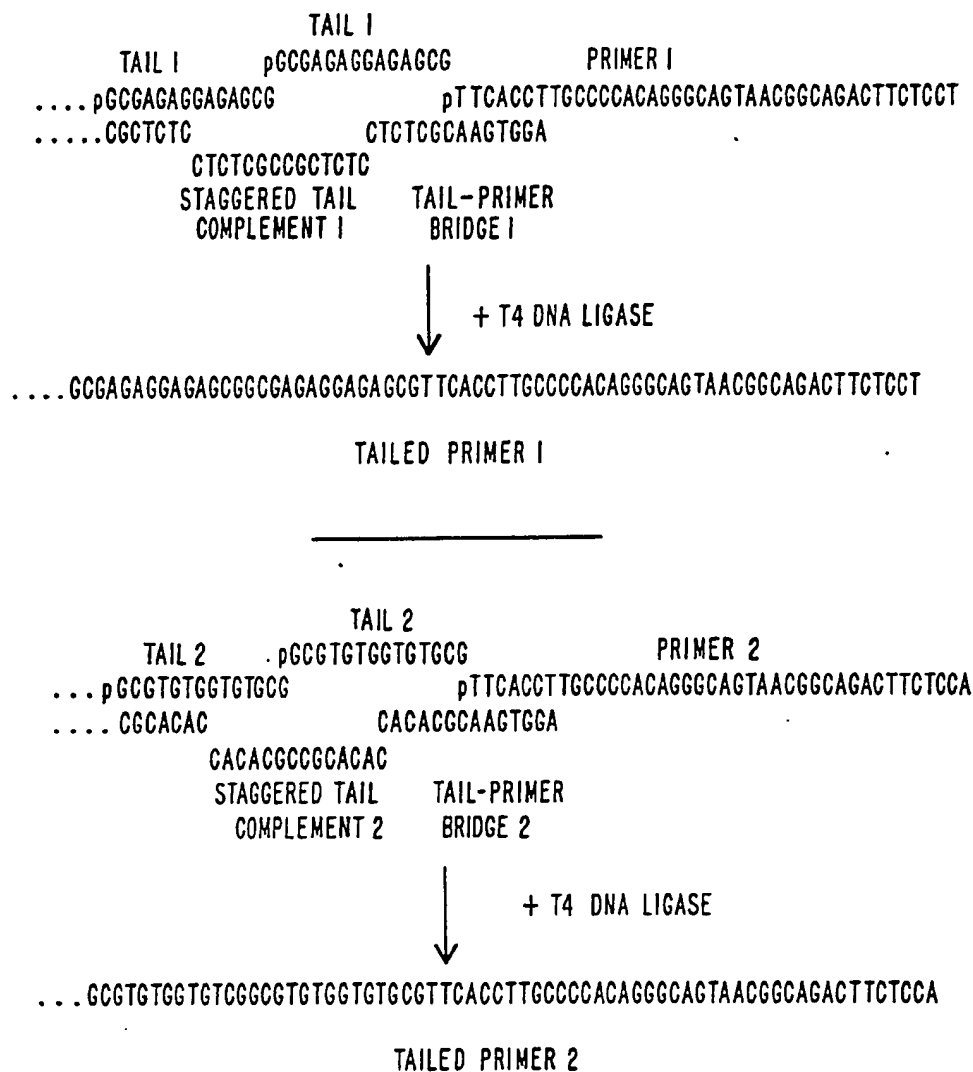 TAIL 1
TAIL 1 pGCGAGAGGAGAGCG PRIMER 1
....pGCGAGAGGAGAGCG pTTCACCTTGCCCCACAGGGCAGTAACGGCAGACTTCTCCT
.....CGCTCTC CTCTCGCAAGTGGA
CTCTCGCCGCTCTC
STAGGERED TAIL TAIL-PRIMER
COMPLEMENT 1 BRIDGE 1
+ T4 DNA LIGASE
....GCGAGAGGAGAGCGGCGAGAGGAGAGCGTTCACCTTGCCCCACAGGGCAGTAACGGCAGACTTCTCCT
TAILED PRIMER 1
TAIL 2
TAIL 2 pGCGTGTGGTGTGCG PRIMER 2
...pGCGTGTGGTGTGCG pTTCACCTTGCCCCACAGGGCAGTAACGGCAGACTTCTCCA
....CGCACAC CACACGCAAGTGGA
CACACGCCGCACAC
STAGGERED TAIL TAIL-PRIMER
COMPLEMENT 2 BRIDGE 2
+ T4 DNA LIGASE
...GCGTGTGGTGTCGGCGTGTGGTGTGCGTTCACCTTGCCCCACAGGGCAGTAACGGCAGACTTCTCCA
TAILED PRIMER 2